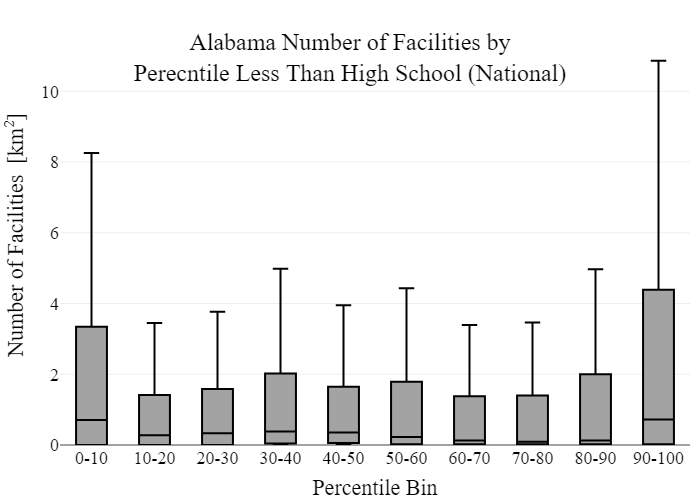 Alabama Number of Facilities by
Perecntile Less Than High School (National)
Number of Facilities [km²]
10
8
6
4
2
0
0-10 10-20 20-30 30-40 40-50 50-60 60-70 70-80 80-90 90-100
Percentile Bin